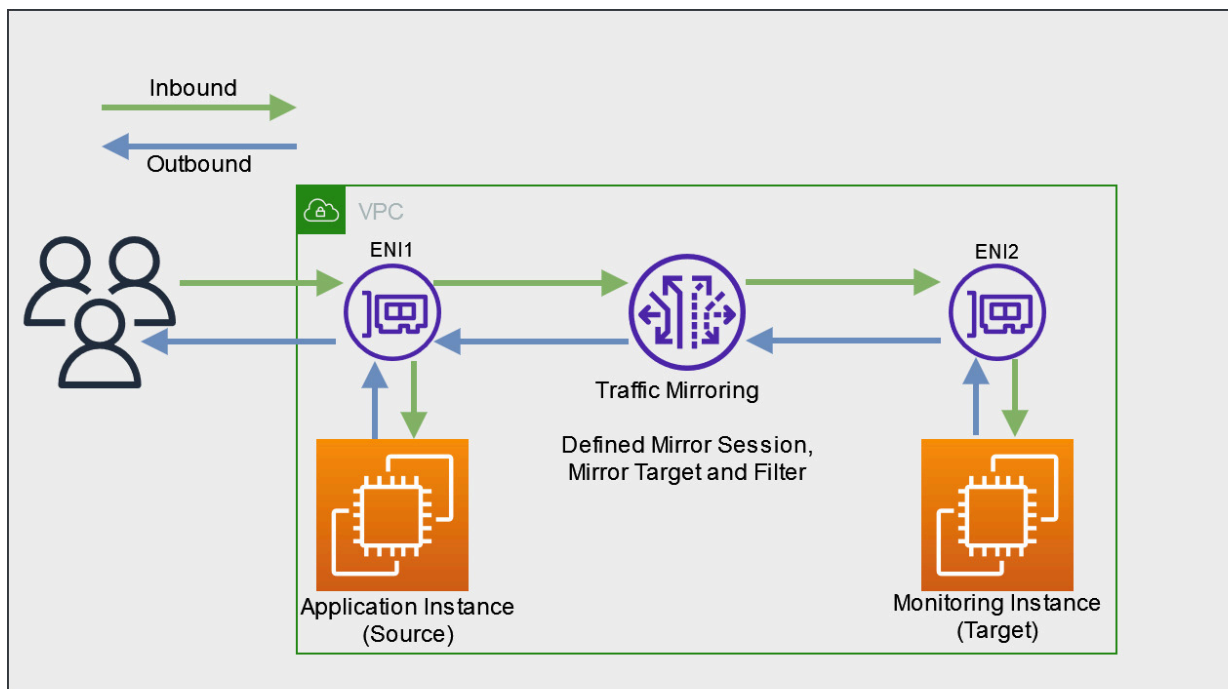 Inbound
Outbound
VPC
ENI1
ENI2
Traffic Mirroring
Defined Mirror Session,
Mirror Target and Filter
Application Instance
(Source)
Monitoring Instance
(Target)